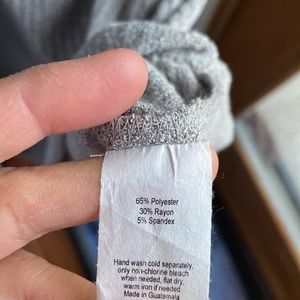 65% Polyester
30% Rayon
5% Spandex
Hand wash cold separately,
only non-chlorine bleach
when needed, flat dry,
warm iron if needed
Made in Guatemala